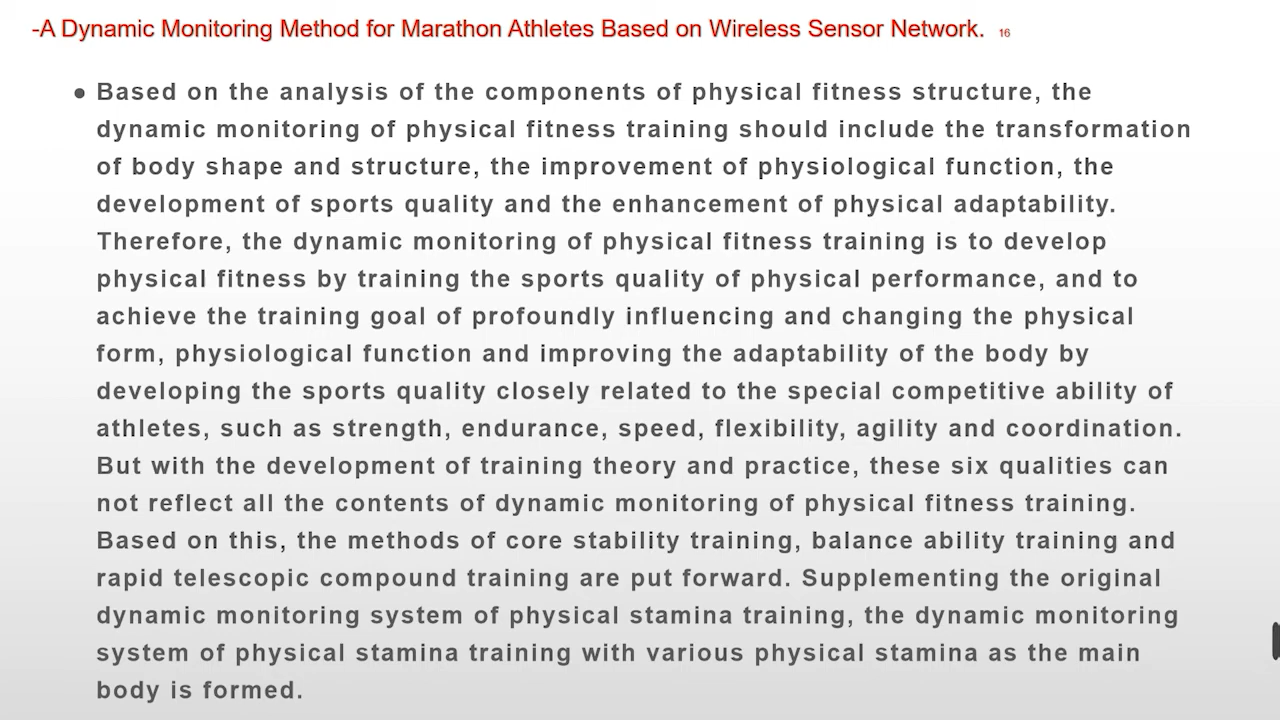 -A Dynamic Monitoring Method for Marathon Athletes Based on Wireless Sensor Network. 16
• Based on the analysis of the components of physical fitness structure, the
dynamic monitoring of physical fitness training should include the transformation
of body shape and structure, the improvement of physiological function, the
development of sports quality and the enhancement of physical adaptability.
Therefore, the dynamic monitoring of physical fitness training is to develop
physical fitness by training the sports quality of physical performance, and to
achieve the training goal of profoundly influencing and changing the physical
form, physiological function and improving the adaptability of the body by
developing the sports quality closely related to the special competitive ability of
athletes, such as strength, endurance, speed, flexibility, agility and coordination.
But with the development of training theory and practice, these six qualities can
not reflect all the contents of dynamic monitoring of physical fitness training.
Based on this, the methods of core stability training, balance ability training and
rapid telescopic compound training are put forward. Supplementing the original
dynamic monitoring system of physical stamina training, the dynamic monitoring
system of physical stamina training with various physical stamina as the main
body is formed.